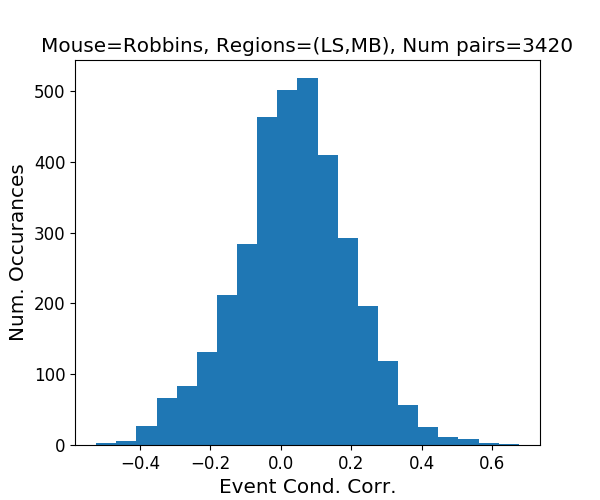 Mouse=Robbins, Regions=(LS,MB), Num pairs=3420
500
400
300
200
100
0
Num. Occurances
−0.4 −0.2 0.0 0.2 0.4 0.6
Event Cond. Corr.